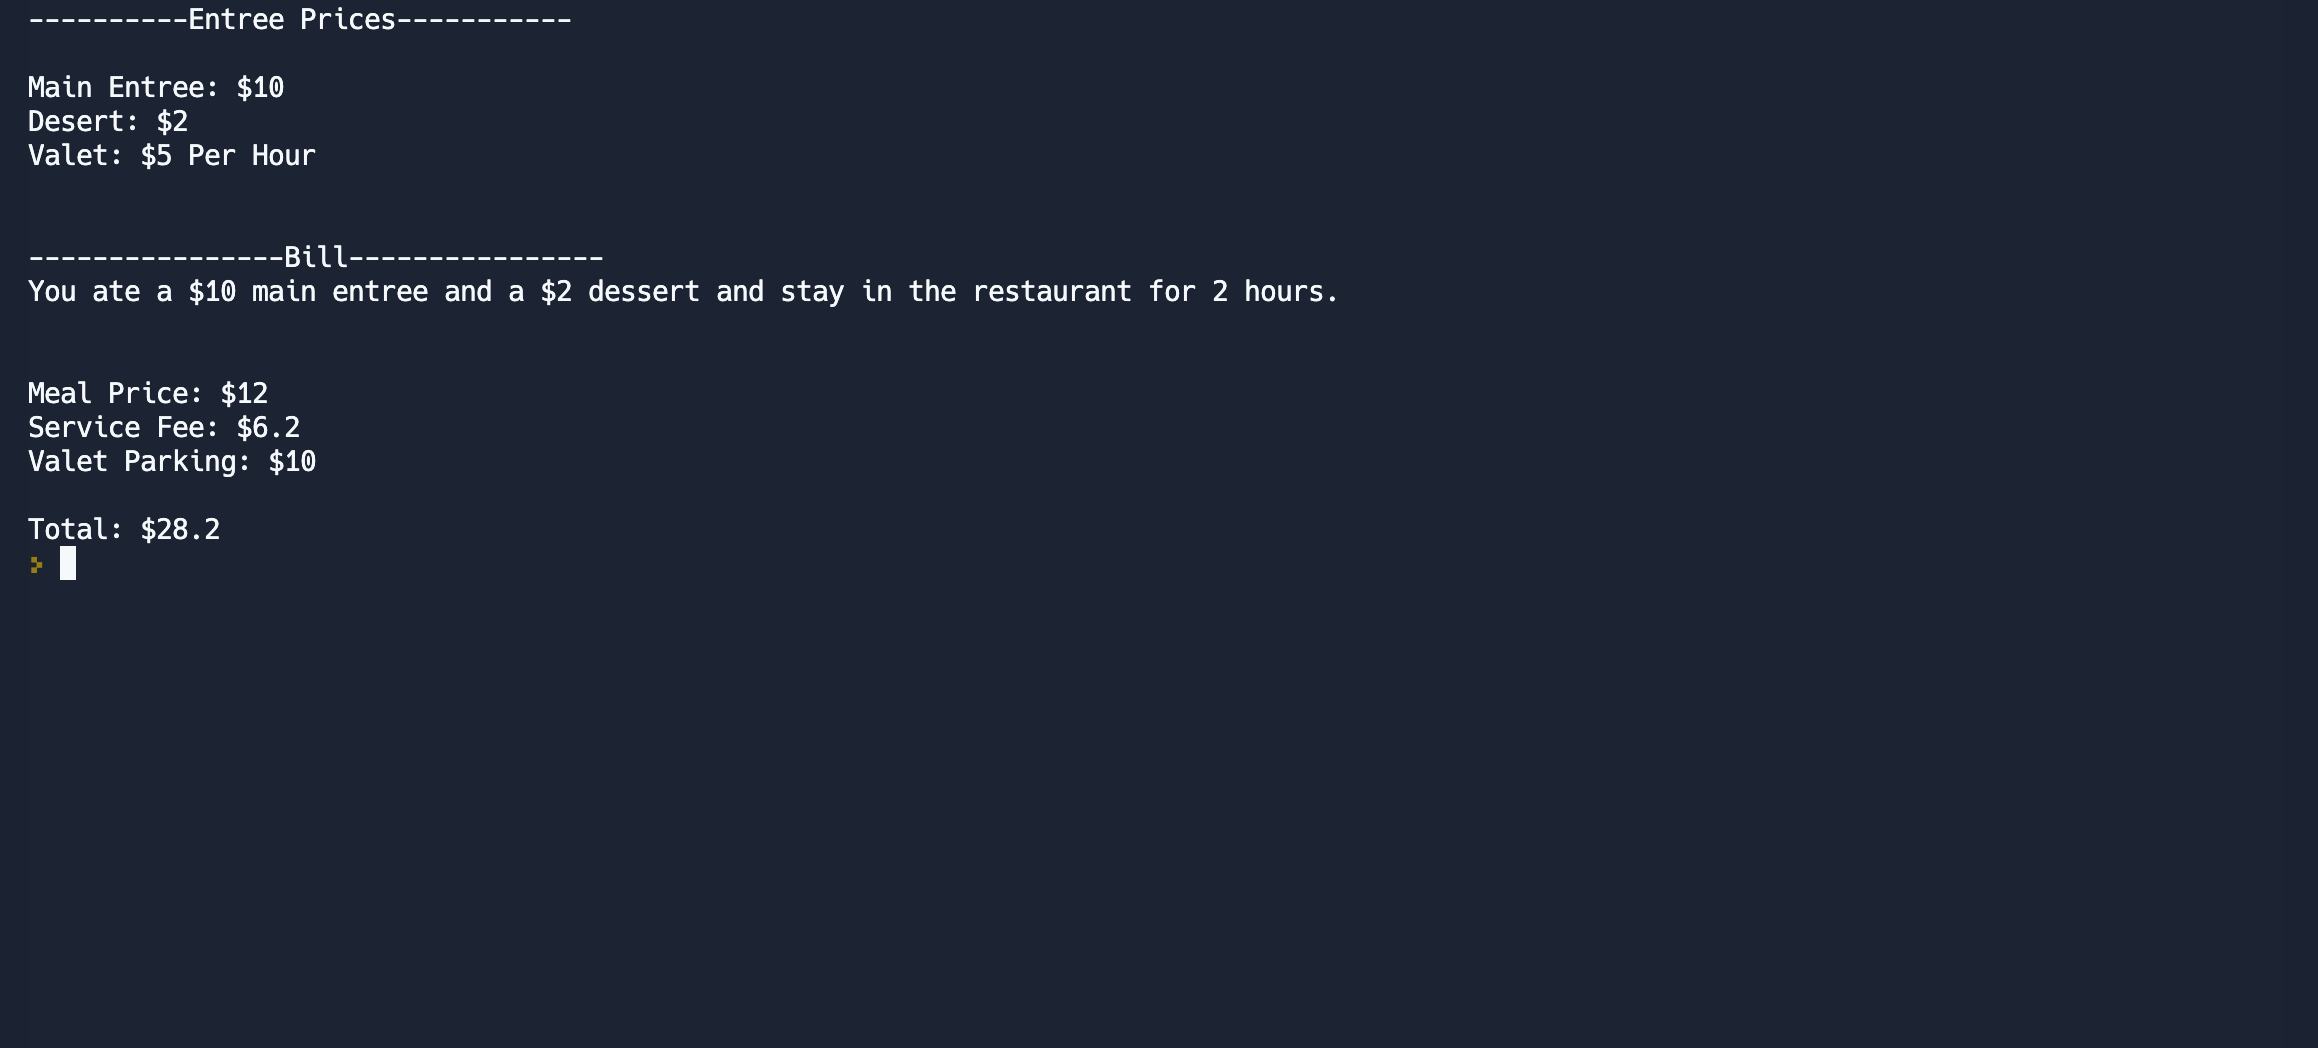 ----------Entree Prices-----------
Main Entree: $10
Desert: $2
Valet: $5 Per Hour
----------------Bill----------------
You ate a $10 main entree and a $2 dessert and stay in the restaurant for 2 hours.
Meal Price: $12
Service Fee: $6.2
Valet Parking: $10
Total: $28.2
>